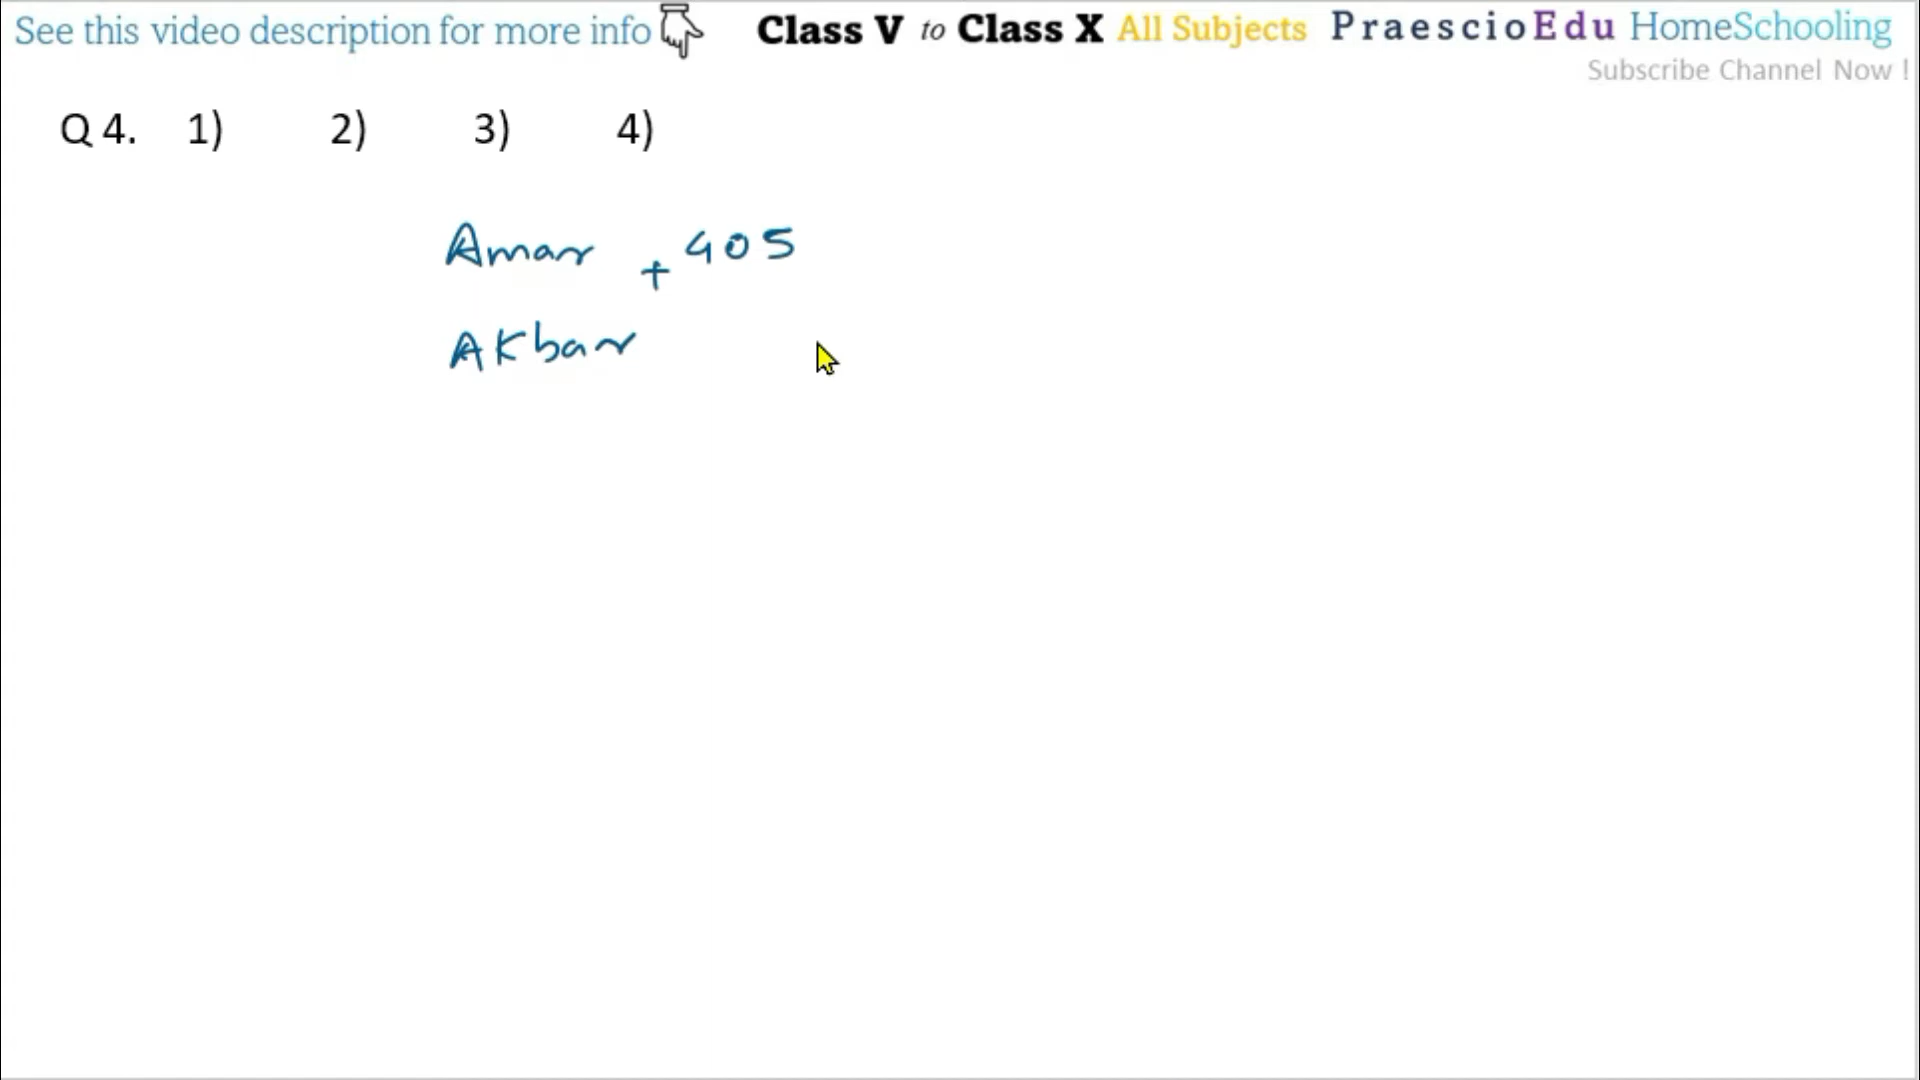 See this video description for more info Class V to Class X All Subjects PraescioEdu HomeSchooling
Subscribe Channel Now !
Q 4. 1) 2) 3) 4)
Amar + 405
Akbar